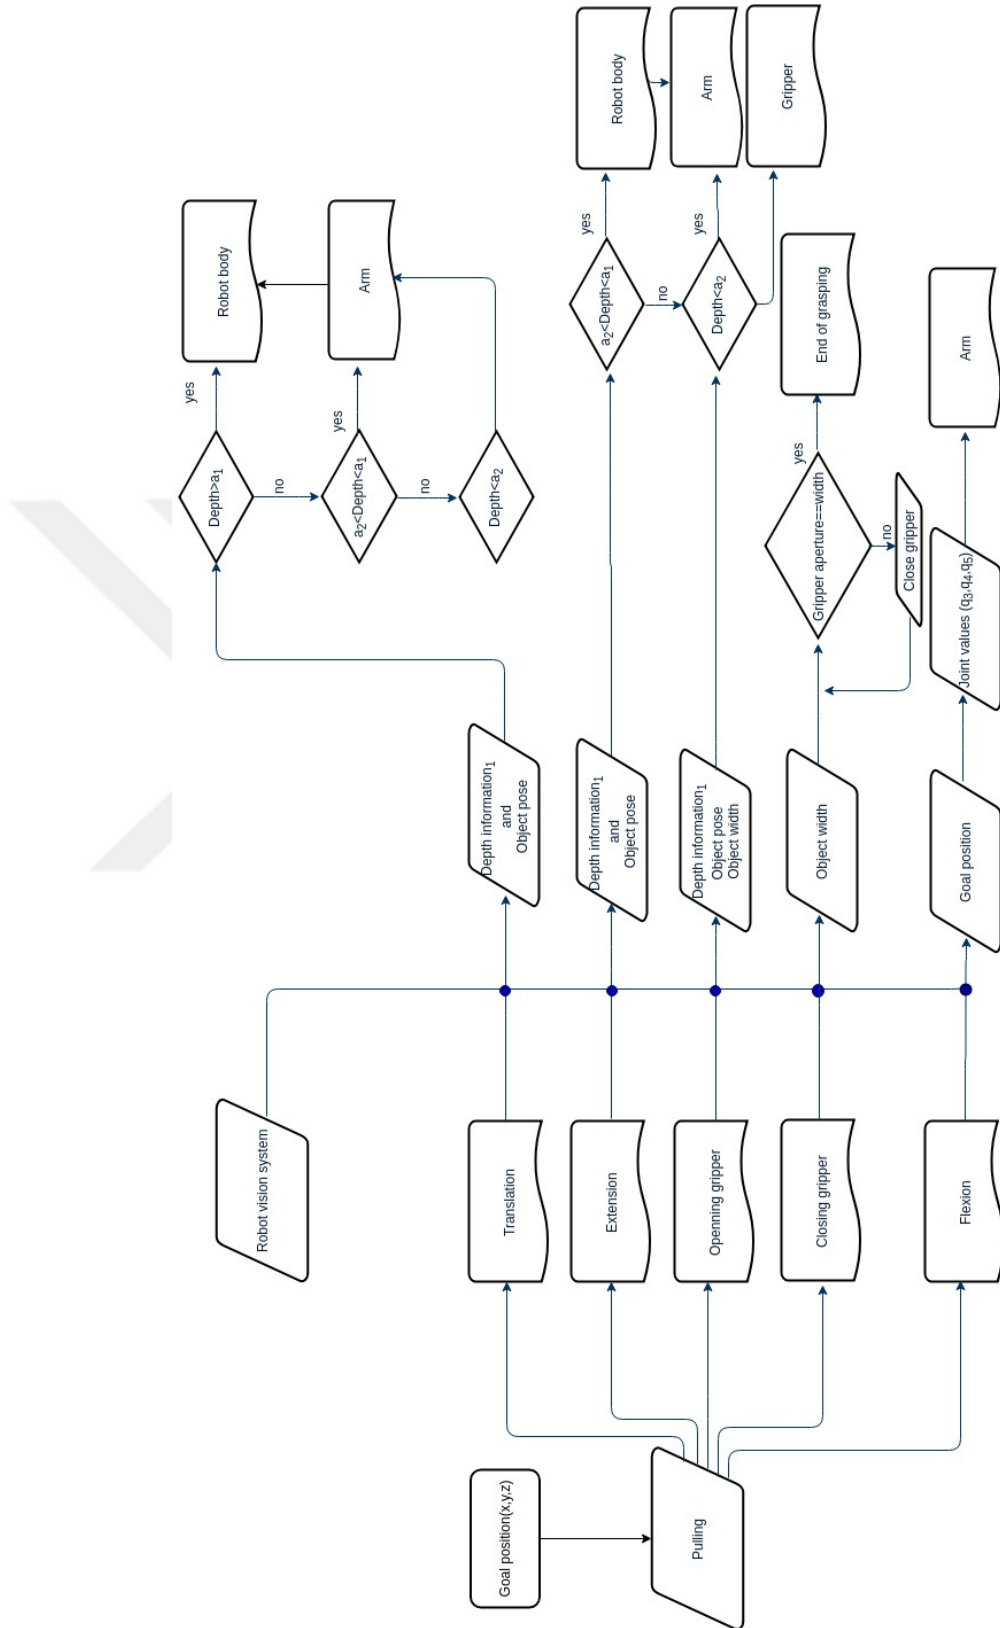 Goal position(x,y,z)
Pulling
Robot vision system
Translation
Extension
Openning gripper
Closing gripper
Flexion
Depth information1
and
Object pose
Depth information1
and
Object pose
Depth information1
Object pose
Object width
Object width
Goal position
Depth>a1
yes
no
a2<Depth<a1
yes
no
Depth<a2
Robot body
Arm
a2<Depth<a1
yes
no
Depth<a2
yes
Robot body
Arm
Gripper
Gripper aperture==width
yes
no
Close gripper
End of grasping
Joint values (q3,q4,q5)
Arm